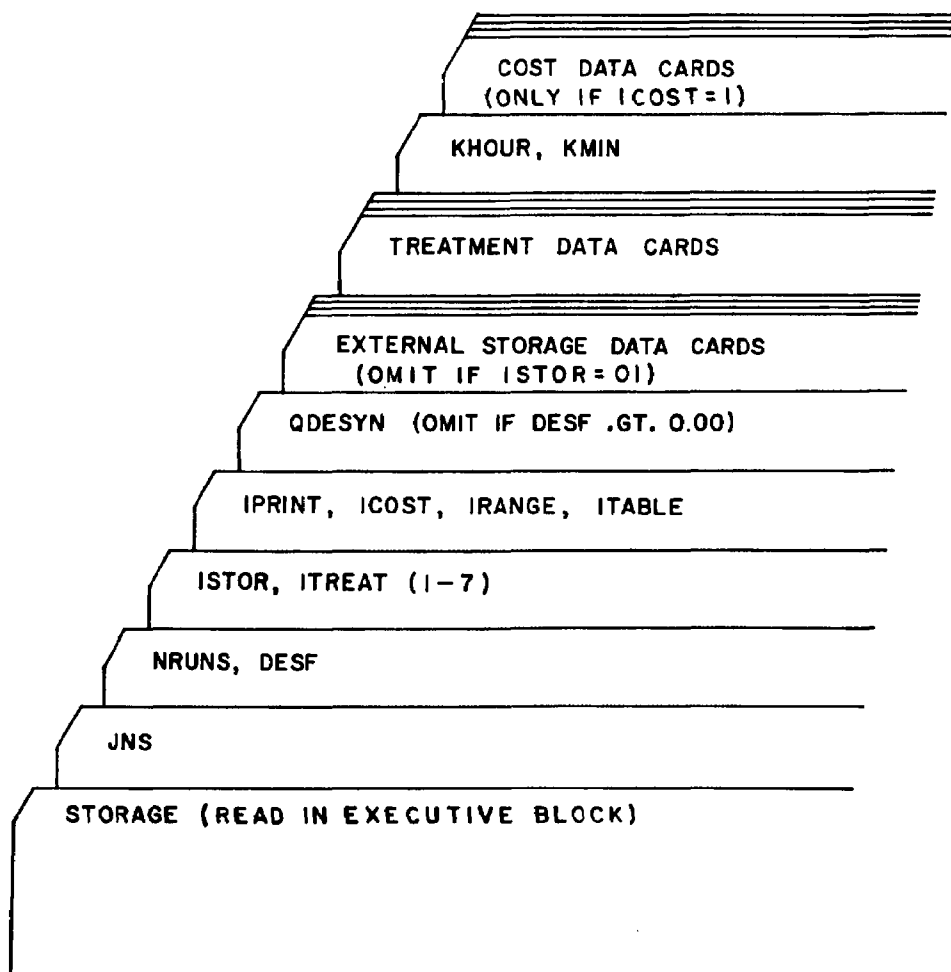 COST DATA CARDS
(ONLY IF ICOST=1)
KHOUR, KMIN
TREATMENT DATA CARDS
EXTERNAL STORAGE DATA CARDS
(OMIT IF ISTOR=01)
QDESYN (OMIT IF DESF .GT. 0.00)
IPRINT, ICOST, IRANGE, ITABLE
ISTOR, ITREAT (1-7)
NRUNS, DESF
JNS
STORAGE (READ IN EXECUTIVE BLOCK)